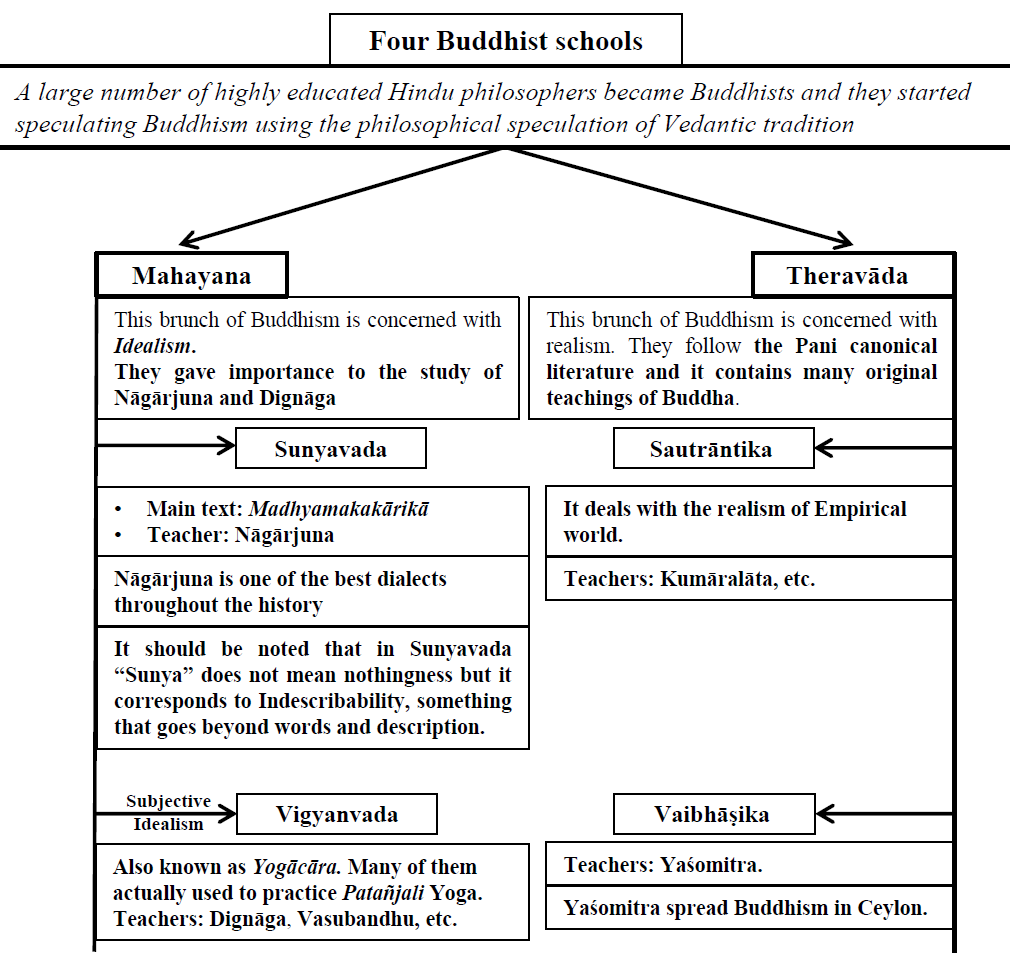 Four Buddhist schools
A large number of highly educated Hindu philosophers became Buddhists and they started
speculating Buddhism using the philosophical speculation of Vedantic tradition
Mahayana
This brunch of Buddhism is concerned with
Idealism.
They gave importance to the study of
Nāgārjuna and Dignāga
Sunyavada
• Main text: Madhyamakakārikā
• Teacher: Nāgārjuna
Nāgārjuna is one of the best dialects
throughout the history
It should be noted that in Sunyavada
“Sunya” does not mean nothingness but it
corresponds to Indescribability, something
that goes beyond words and description.
Subjective
Idealism
Vigyanvada
Also known as Yogācāra. Many of them
actually used to practice Patañjali Yoga.
Teachers: Dignāga, Vasubandhu, etc.
Theravāda
This brunch of Buddhism is concerned with
realism. They follow the Pani canonical
literature and it contains many original
teachings of Buddha.
Sautrāntika
It deals with the realism of Empirical
world.
Teachers: Kumāralāta, etc.
Vaibhāṣika
Teachers: Yaśomitra.
Yaśomitra spread Buddhism in Ceylon.